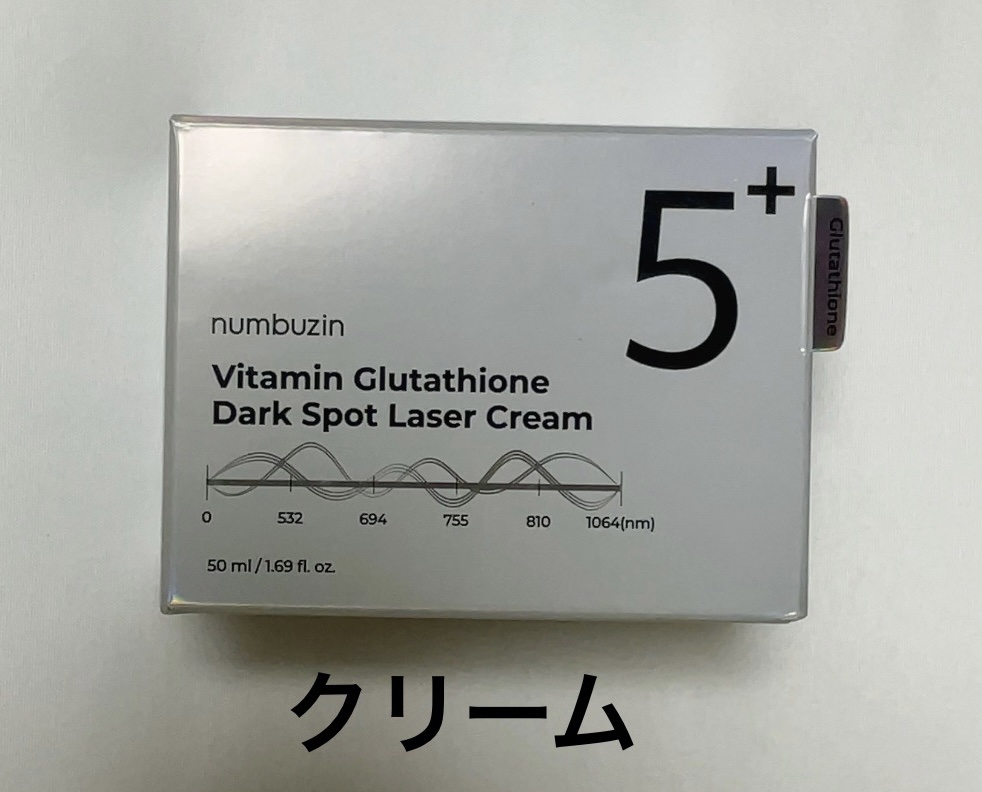 5+
Glutathione
numbuzin
Vitamin Glutathione
Dark Spot Laser Cream
0 532 694 755 810 1064(nm)
50 ml / 1.69 fl. oz.
クリーム